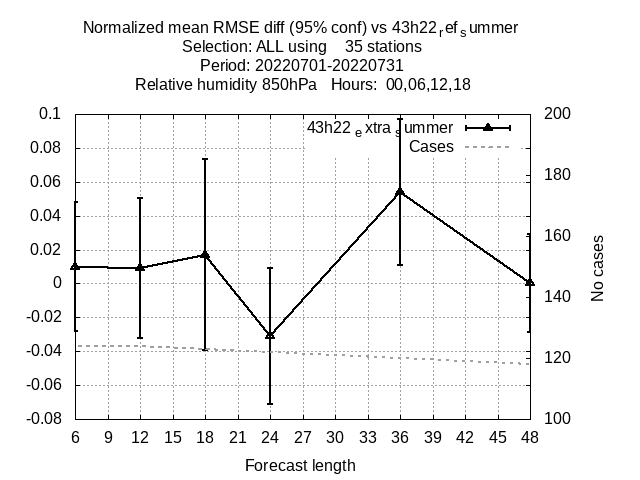 Normalized mean RMSE diff (95% conf) vs 43h22refsummer
Selection: ALL using 35 stations
Period: 20220701-20220731
Relative humidity 850hPa Hours: 00,06,12,18
0.1
0.08
0.06
0.04
0.02
0
-0.02
-0.04
-0.06
-0.08
43h22extrasummer
Cases
200
180
160
140
120
100
No cases
6 9 12 15 18 21 24 27 30 33 36 39 42 45 48
Forecast length